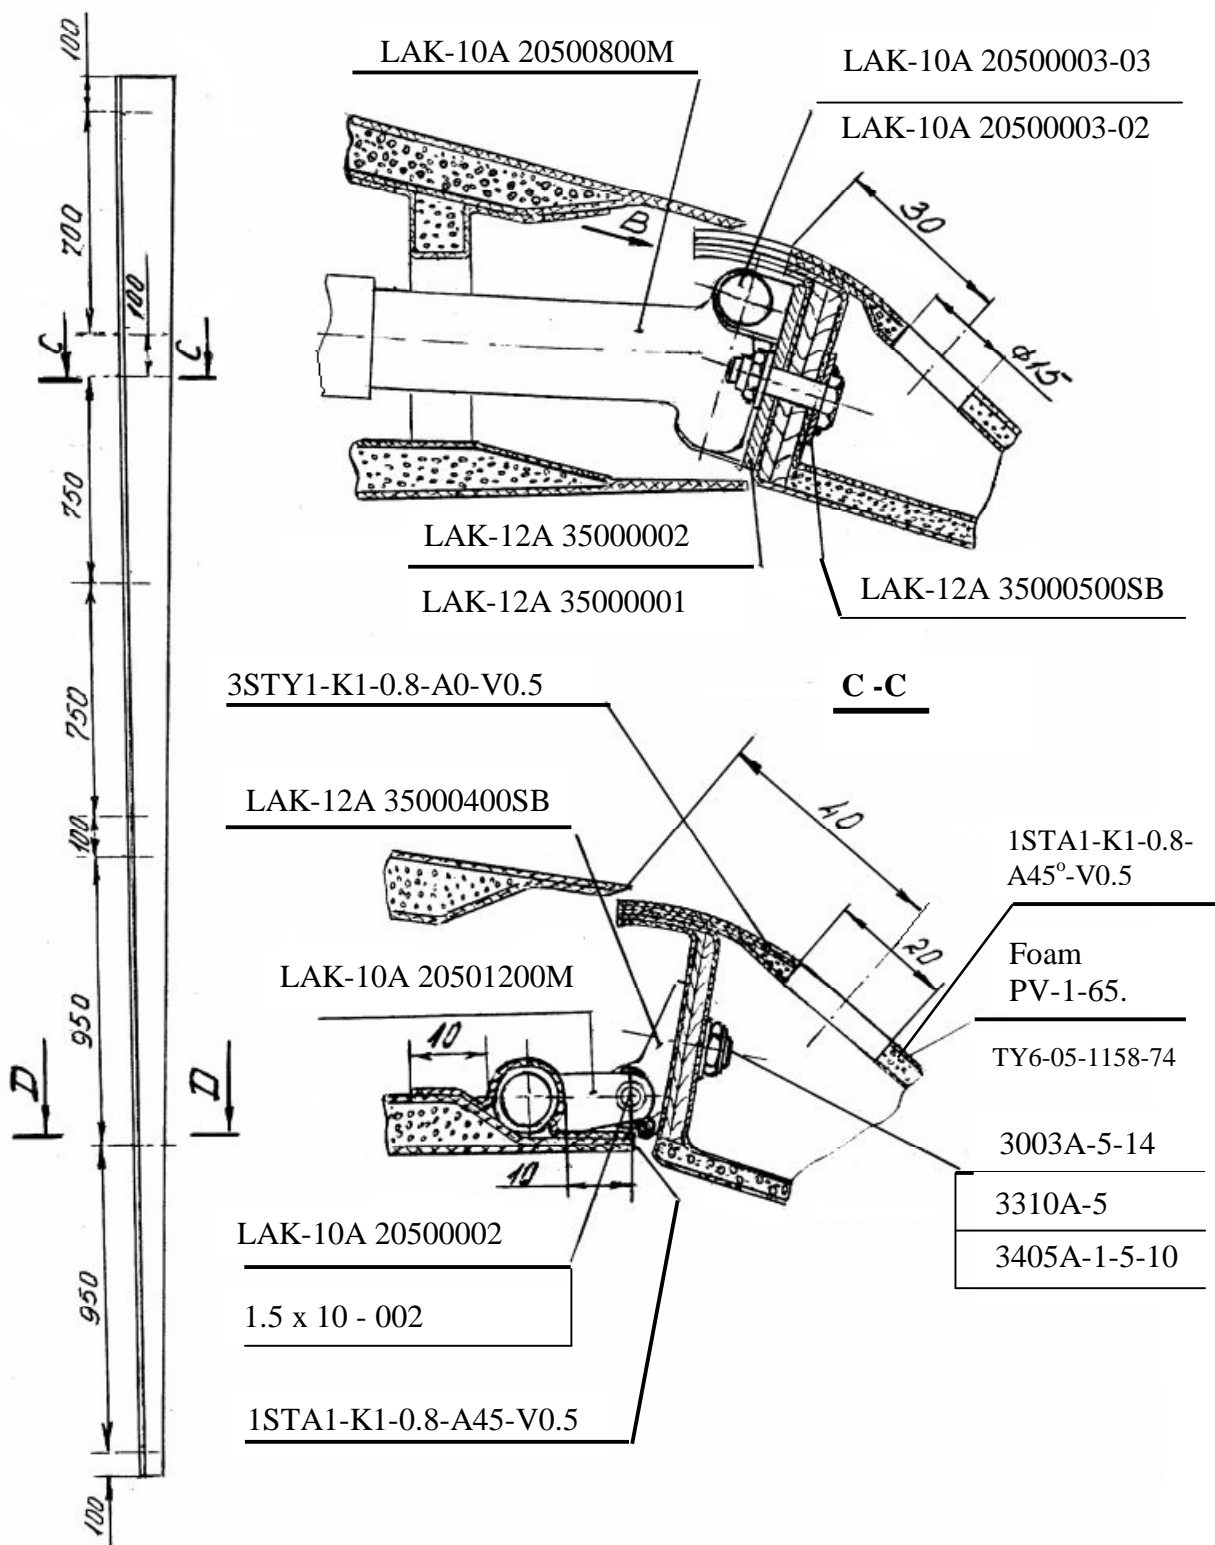 100
LAK-10A 20500800M
LAK-10A 20500003-03
LAK-10A 20500003-02
30
B
700
100
C
C
ϕ15
750
LAK-12A 35000002
LAK-12A 35000001
LAK-12A 35000500SB
3STY1-K1-0.8-A0-V0.5
C -C
750
LAK-12A 35000400SB
40
100
1STA1-K1-0.8-
A45°-V0.5
20
Foam
PV-1-65.
LAK-10A 20501200M
10
950
TY6-05-1158-74
D
D
3003A-5-14
10
3310A-5
LAK-10A 20500002
3405A-1-5-10
950
1.5 x 10 - 002
1STA1-K1-0.8-A45-V0.5
100